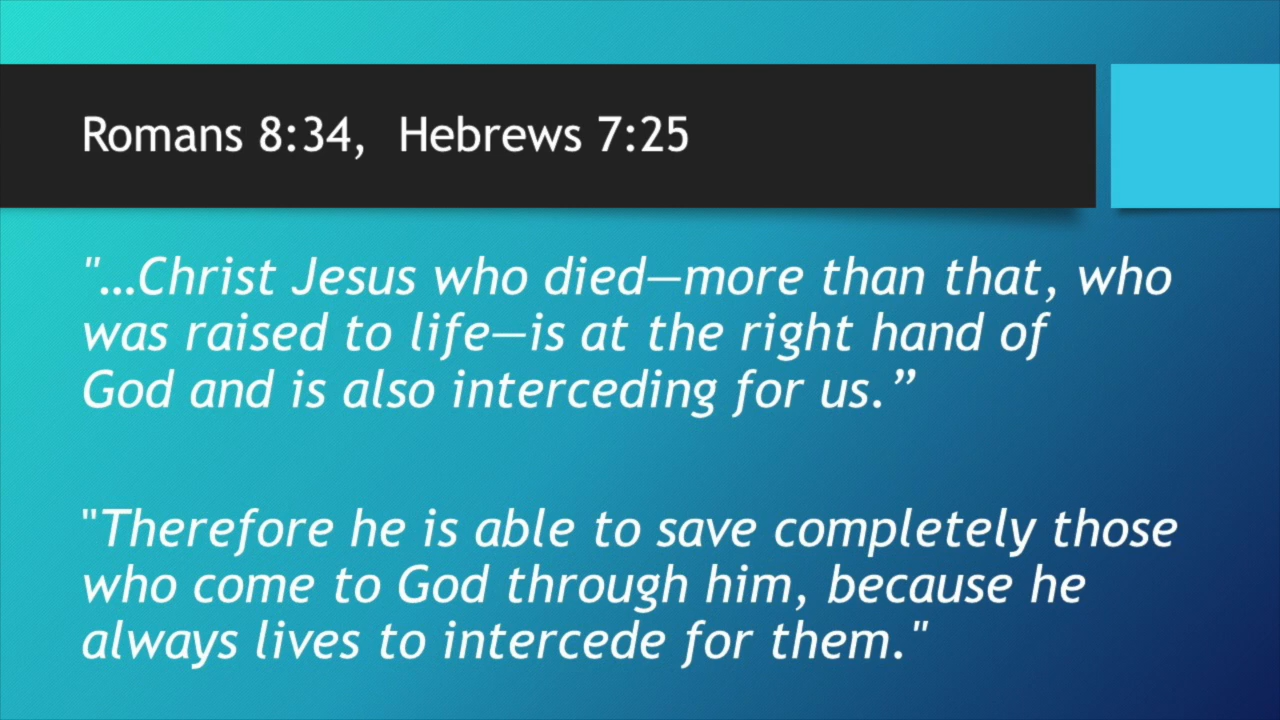 Romans 8:34,  Hebrews 7:25
"…Christ Jesus who died—more than that, who
was raised to life—is at the right hand of
God and is also interceding for us.”
"Therefore he is able to save completely those
who come to God through him, because he
always lives to intercede for them."